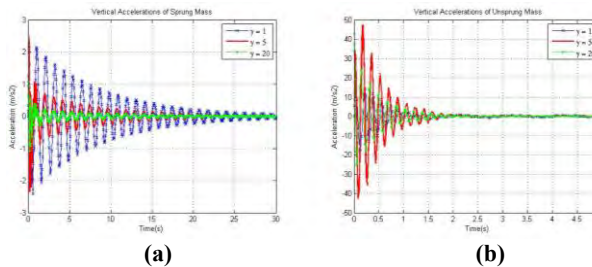 Vertical Accelerations of Sprung Mass
3
2
1
0
-1
-2
-3
0
5
10
15
20
25
30
Acceleration (m/s2)
Time(s)
y = 1
y = 5
y = 20
(a)
Vertical Accelerations of Unsprung Mass
50
40
30
20
10
0
-10
-20
-30
-40
-50
0
0.5
1
1.5
2
2.5
3
3.5
4
4.5
Acceleration (m/s2)
Time(s)
y = 1
y = 5
y = 20
(b)